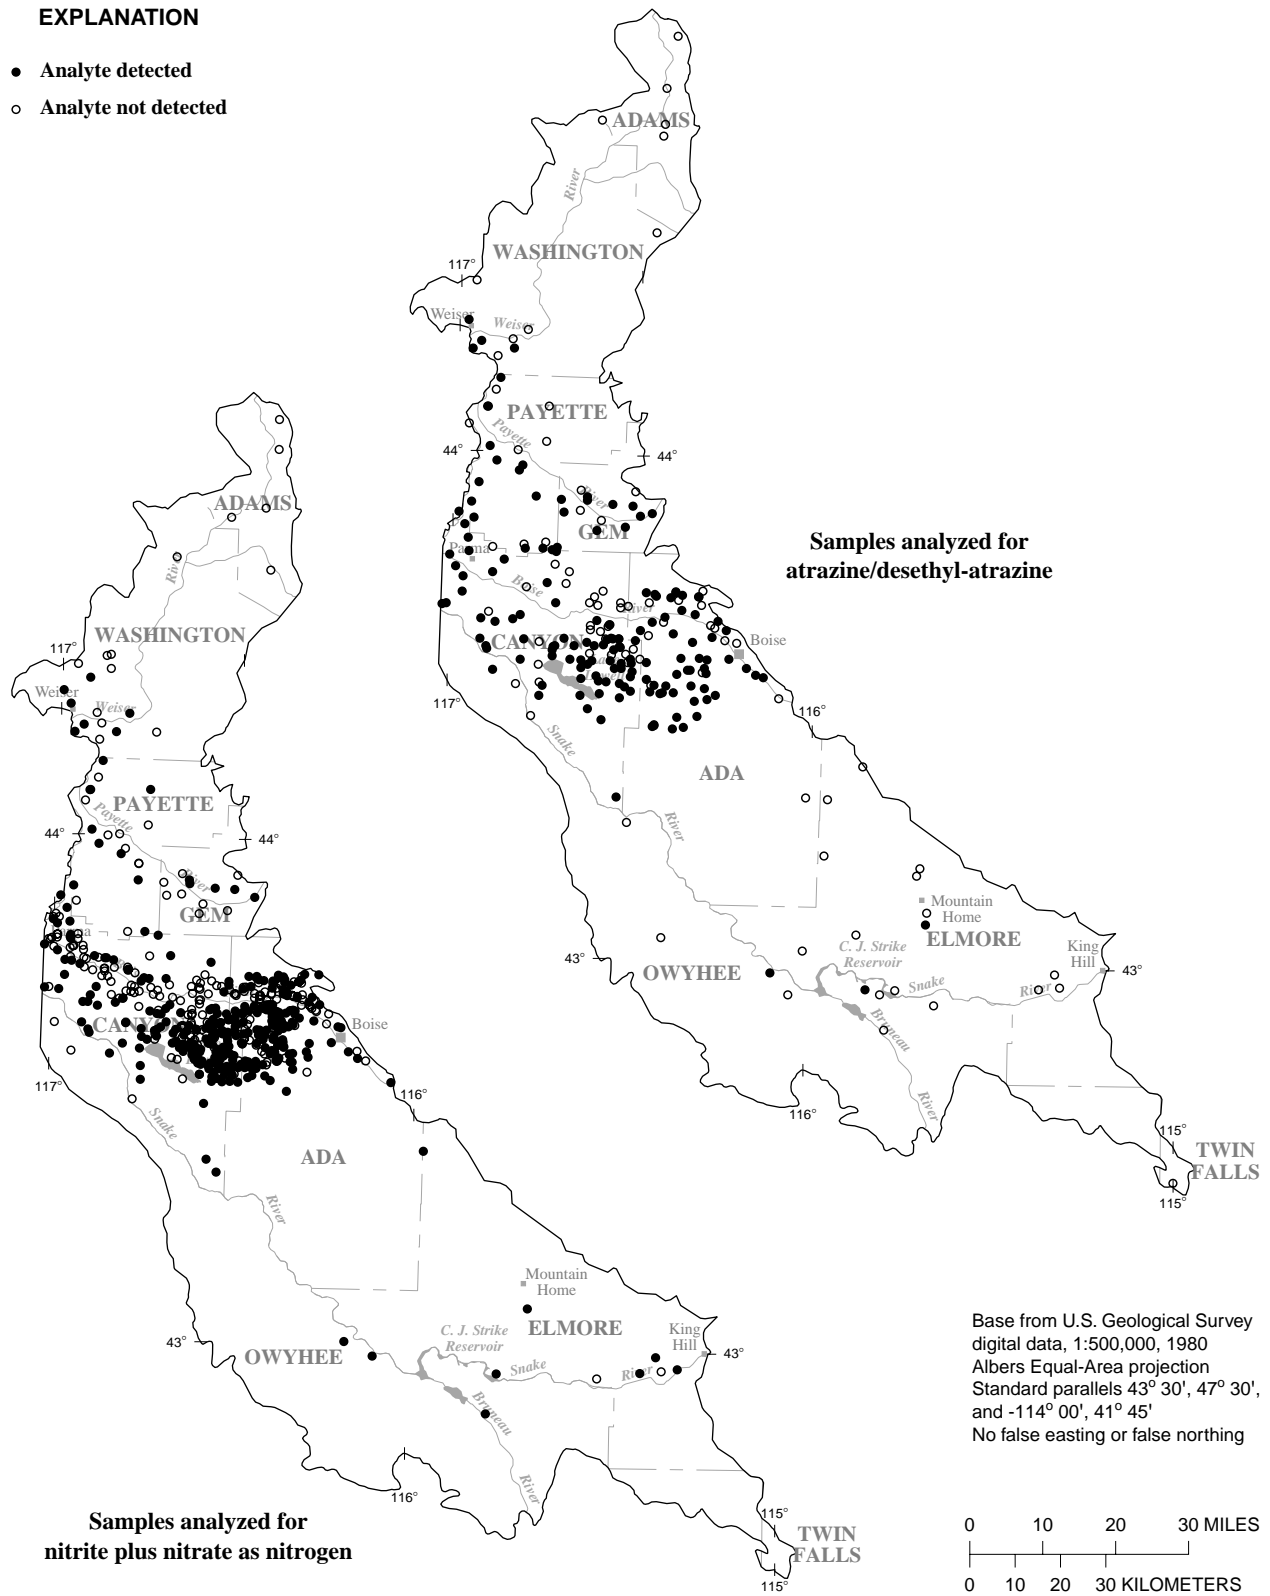 EXPLANATION
Analyte detected
Analyte not detected
ADAMS
River
WASHINGTON
117°
Weiser
Weiser
PAYETTE
Payette
44°
44°
River
GEM
Parma
Boise
River
CANYON
Lake
Lowell
Boise
117°
116°
Snake
ADA
River
Mountain
Home
ELMORE
C. J. Strike
Reservoir
King
Hill
43°
43°
OWYHEE
Snake
River
Bruneau
River
116°
115°
TWIN
FALLS
115°
Samples analyzed for
atrazine/desethyl-atrazine
ADAMS
River
WASHINGTON
117°
Weiser
Weiser
PAYETTE
Payette
44°
44°
River
GEM
CANYON
Boise
117°
116°
Snake
ADA
River
Mountain
Home
ELMORE
C. J. Strike
Reservoir
King
Hill
43°
43°
OWYHEE
Snake
River
Bruneau
River
116°
115°
TWIN
FALLS
115°
Samples analyzed for
nitrite plus nitrate as nitrogen
Base from U.S. Geological Survey
digital data, 1:500,000, 1980
Albers Equal-Area projection
Standard parallels 43° 30', 47° 30',
and -114° 00', 41° 45'
No false easting or false northing
0 10 20 30 MILES
0 10 20 30 KILOMETERS